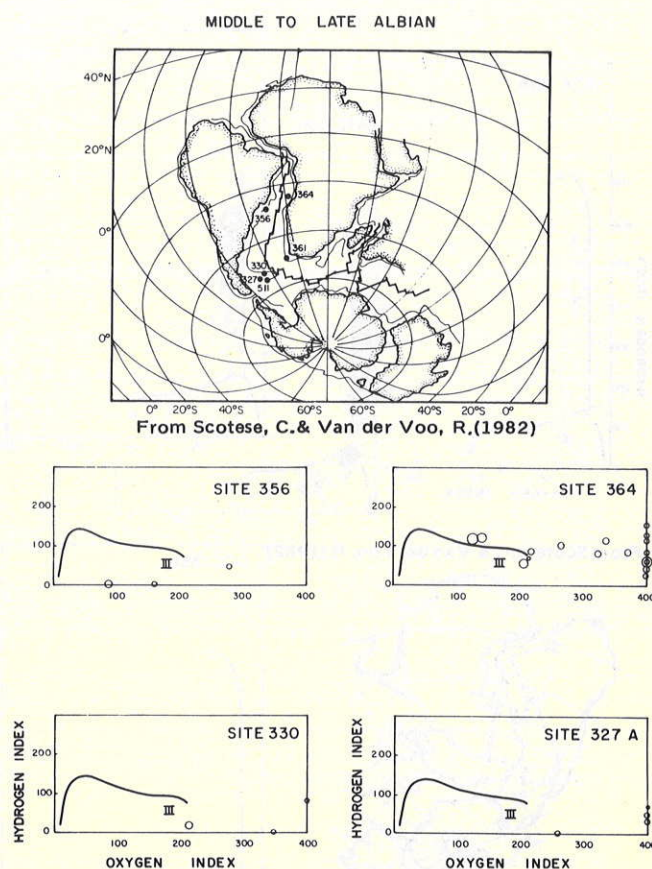 MIDDLE TO LATE ALBIAN
40°N
20°N
0°
0°
364
356
361
330
327
511
0° 20°S 40°S 60°S 60°S 40°S 20°S 0°
From Scotese, C.& Van der Voo, R.(1982)
SITE 356
200
100
0
III
100 200 300 400
SITE 364
200
100
0
III
100 200 300 400
SITE 330
HYDROGEN INDEX
200
100
0
III
100 200 300 400
OXYGEN INDEX
SITE 327 A
HYDROGEN INDEX
200
100
0
III
100 200 300 400
OXYGEN INDEX